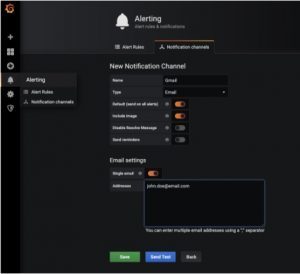 Alerting
Alert rules & notifications
Alert Rules
Notification channels
Alerting
Alert Rules
Notification channels
New Notification Channel
Name
Gmail
Type
Email
Default (send on all alerts)
Include image
Disable Resolve Message
Send reminders
Email settings
Single email
Addresses
john.doe@email.com
You can enter multiple email addresses using a ";" separator
Save
Send Test
Back